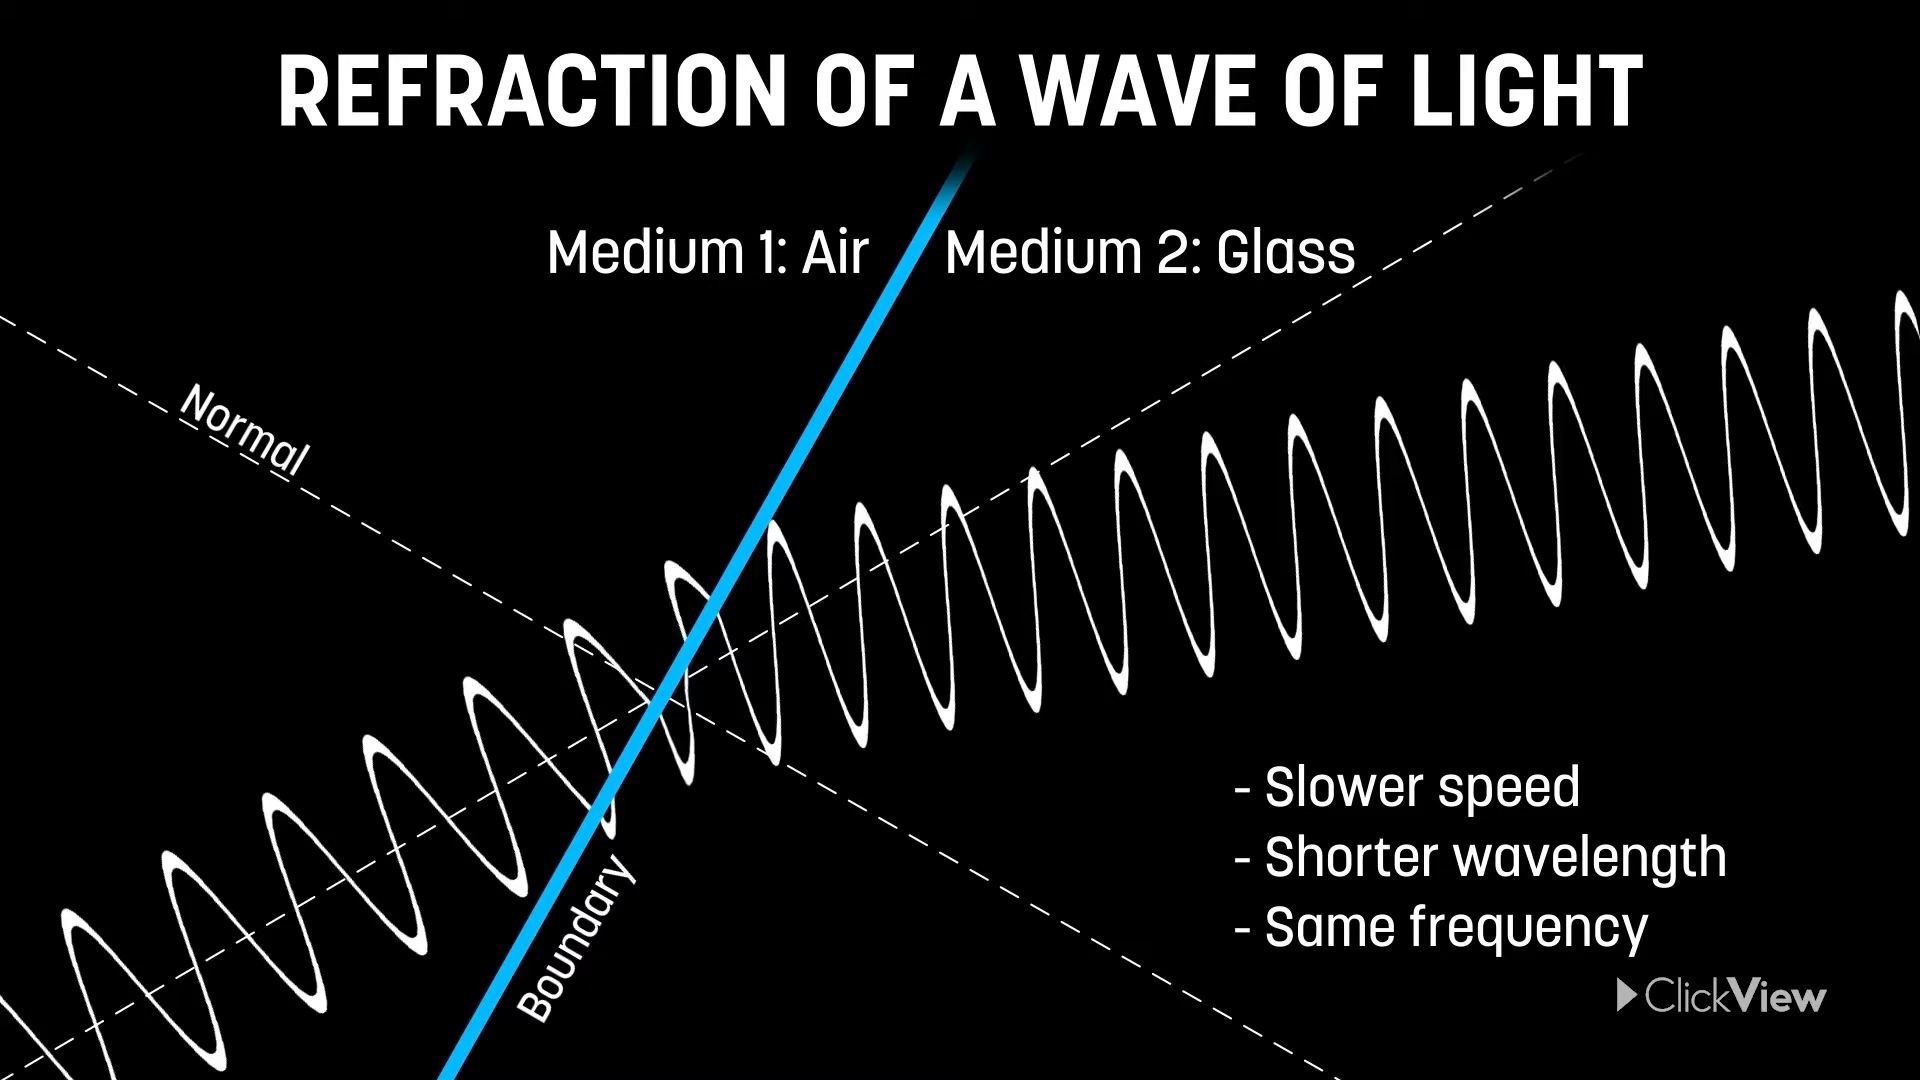 REFRACTION OF A WAVE OF LIGHT
Medium 1: Air
Medium 2: Glass
Normal
Boundary
- Slower speed
- Shorter wavelength
- Same frequency
ClickView